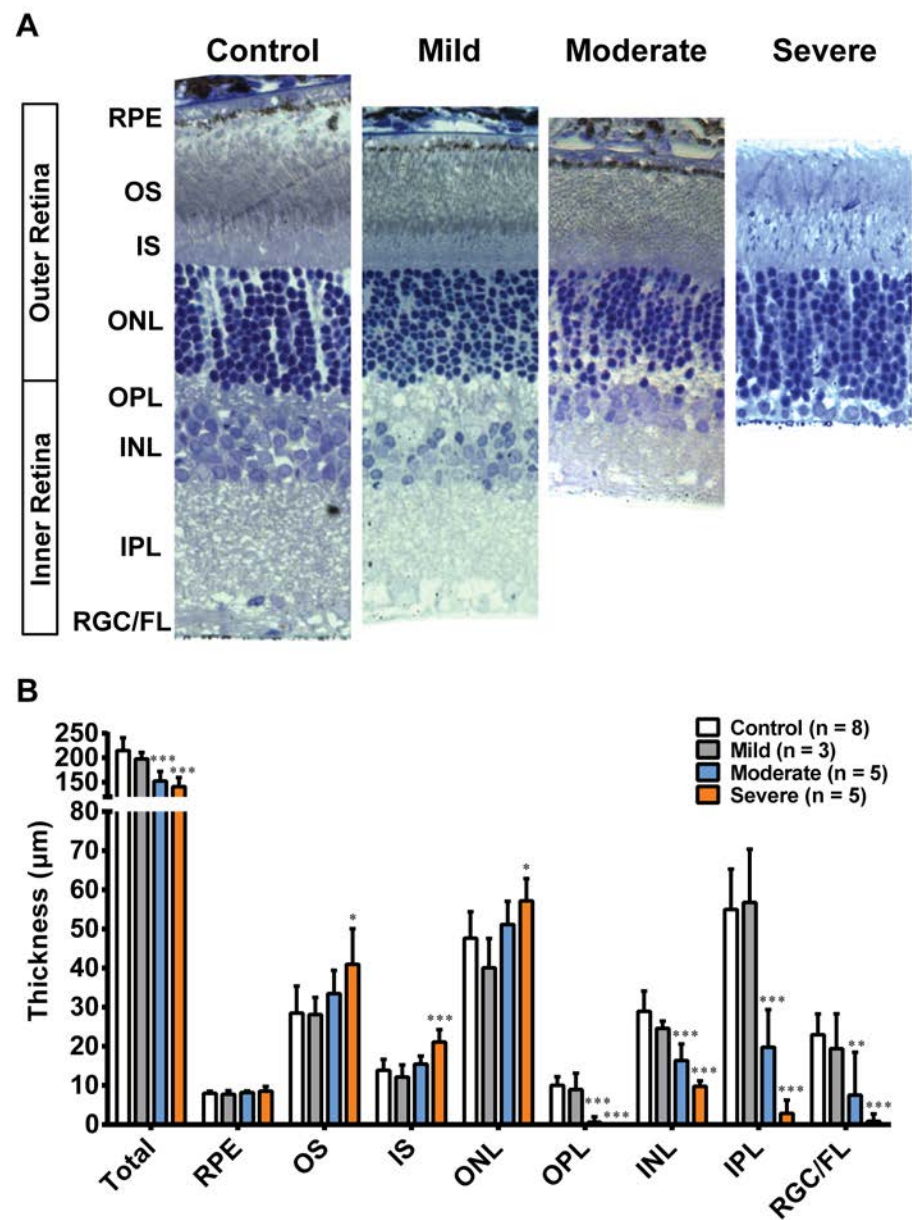 A
Control Mild Moderate Severe
Outer Retina
RPE
OS
IS
ONL
Inner Retina
OPL
INL
IPL
RGC/FL
B
Control (n = 8)
Mild (n = 3)
Moderate (n = 5)
Severe (n = 5)
Thickness (µm)
250
200
150
80
70
60
50
40
30
20
10
0
*** ***
*
***
*
*** ***
*** ***
*** ***
** ***
Total RPE OS IS ONL OPL INL IPL RGC/FL